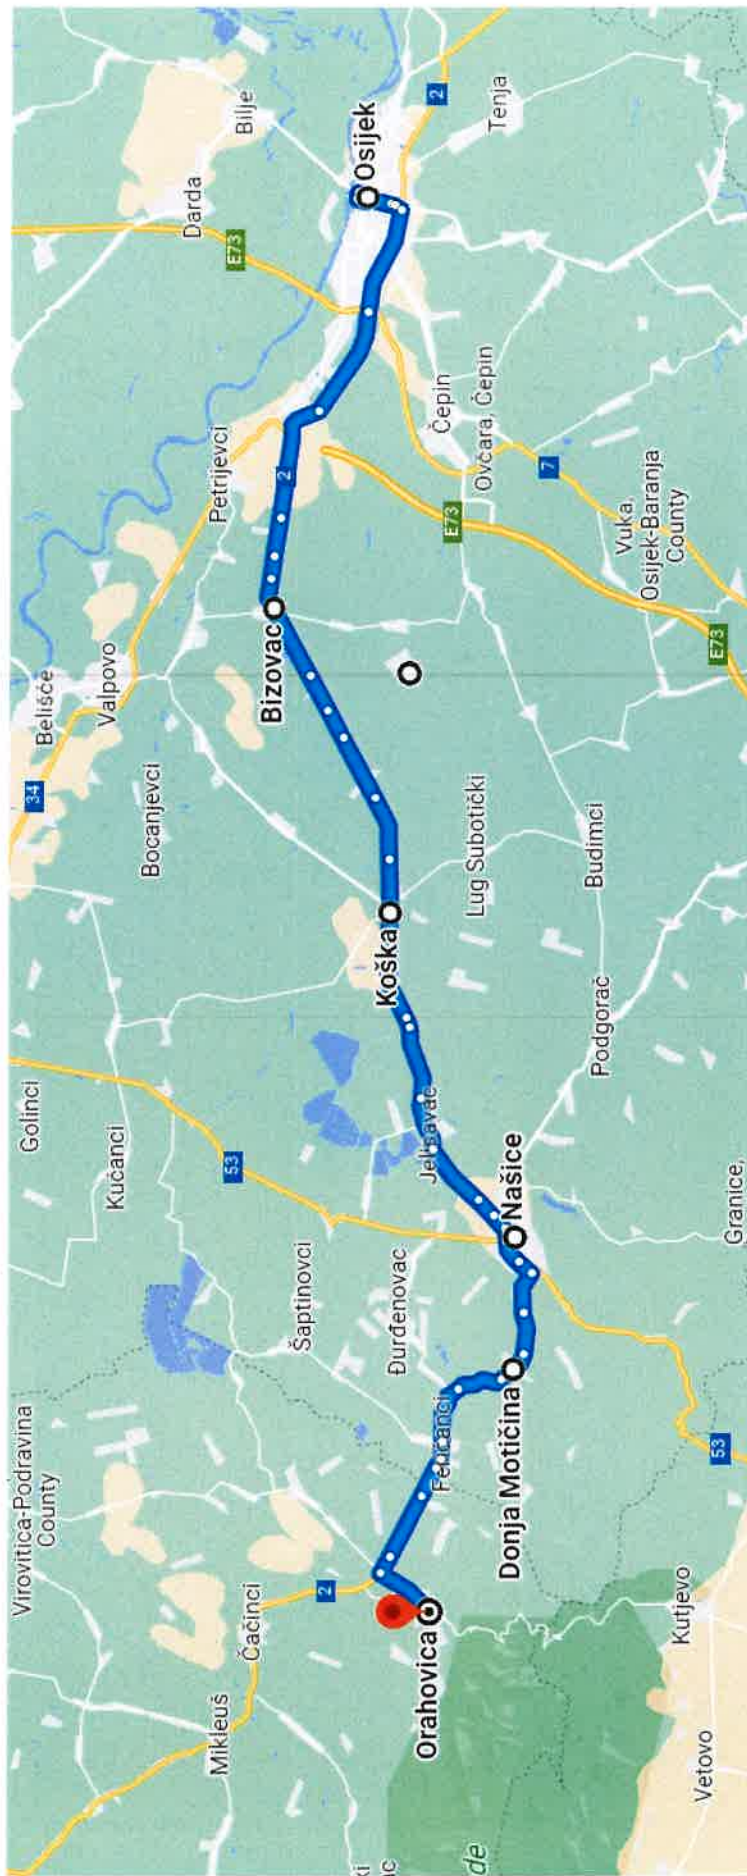 Virovitica-Podravina
County
Golinci
34
Belišće
Kućanci
Valpovo
Bocanjevci
Darda
Bilje
Mikleuš
Čačinci
53
Petrijevci
E73
Šaptinovci
2
2
Bizovac
Osijek
Đurđenovac
Koška
Orahovica
Feričanci
Jelisavac
Čepin
2
E73
Lug Subotički
Ovčara, Čepin
Tenja
de
Donja Motičina
Našice
7
Podgorač
Budimci
Vuka,
Osijek-Baranja
County
Vetovo
Kutjevo
53
Granice,
E73